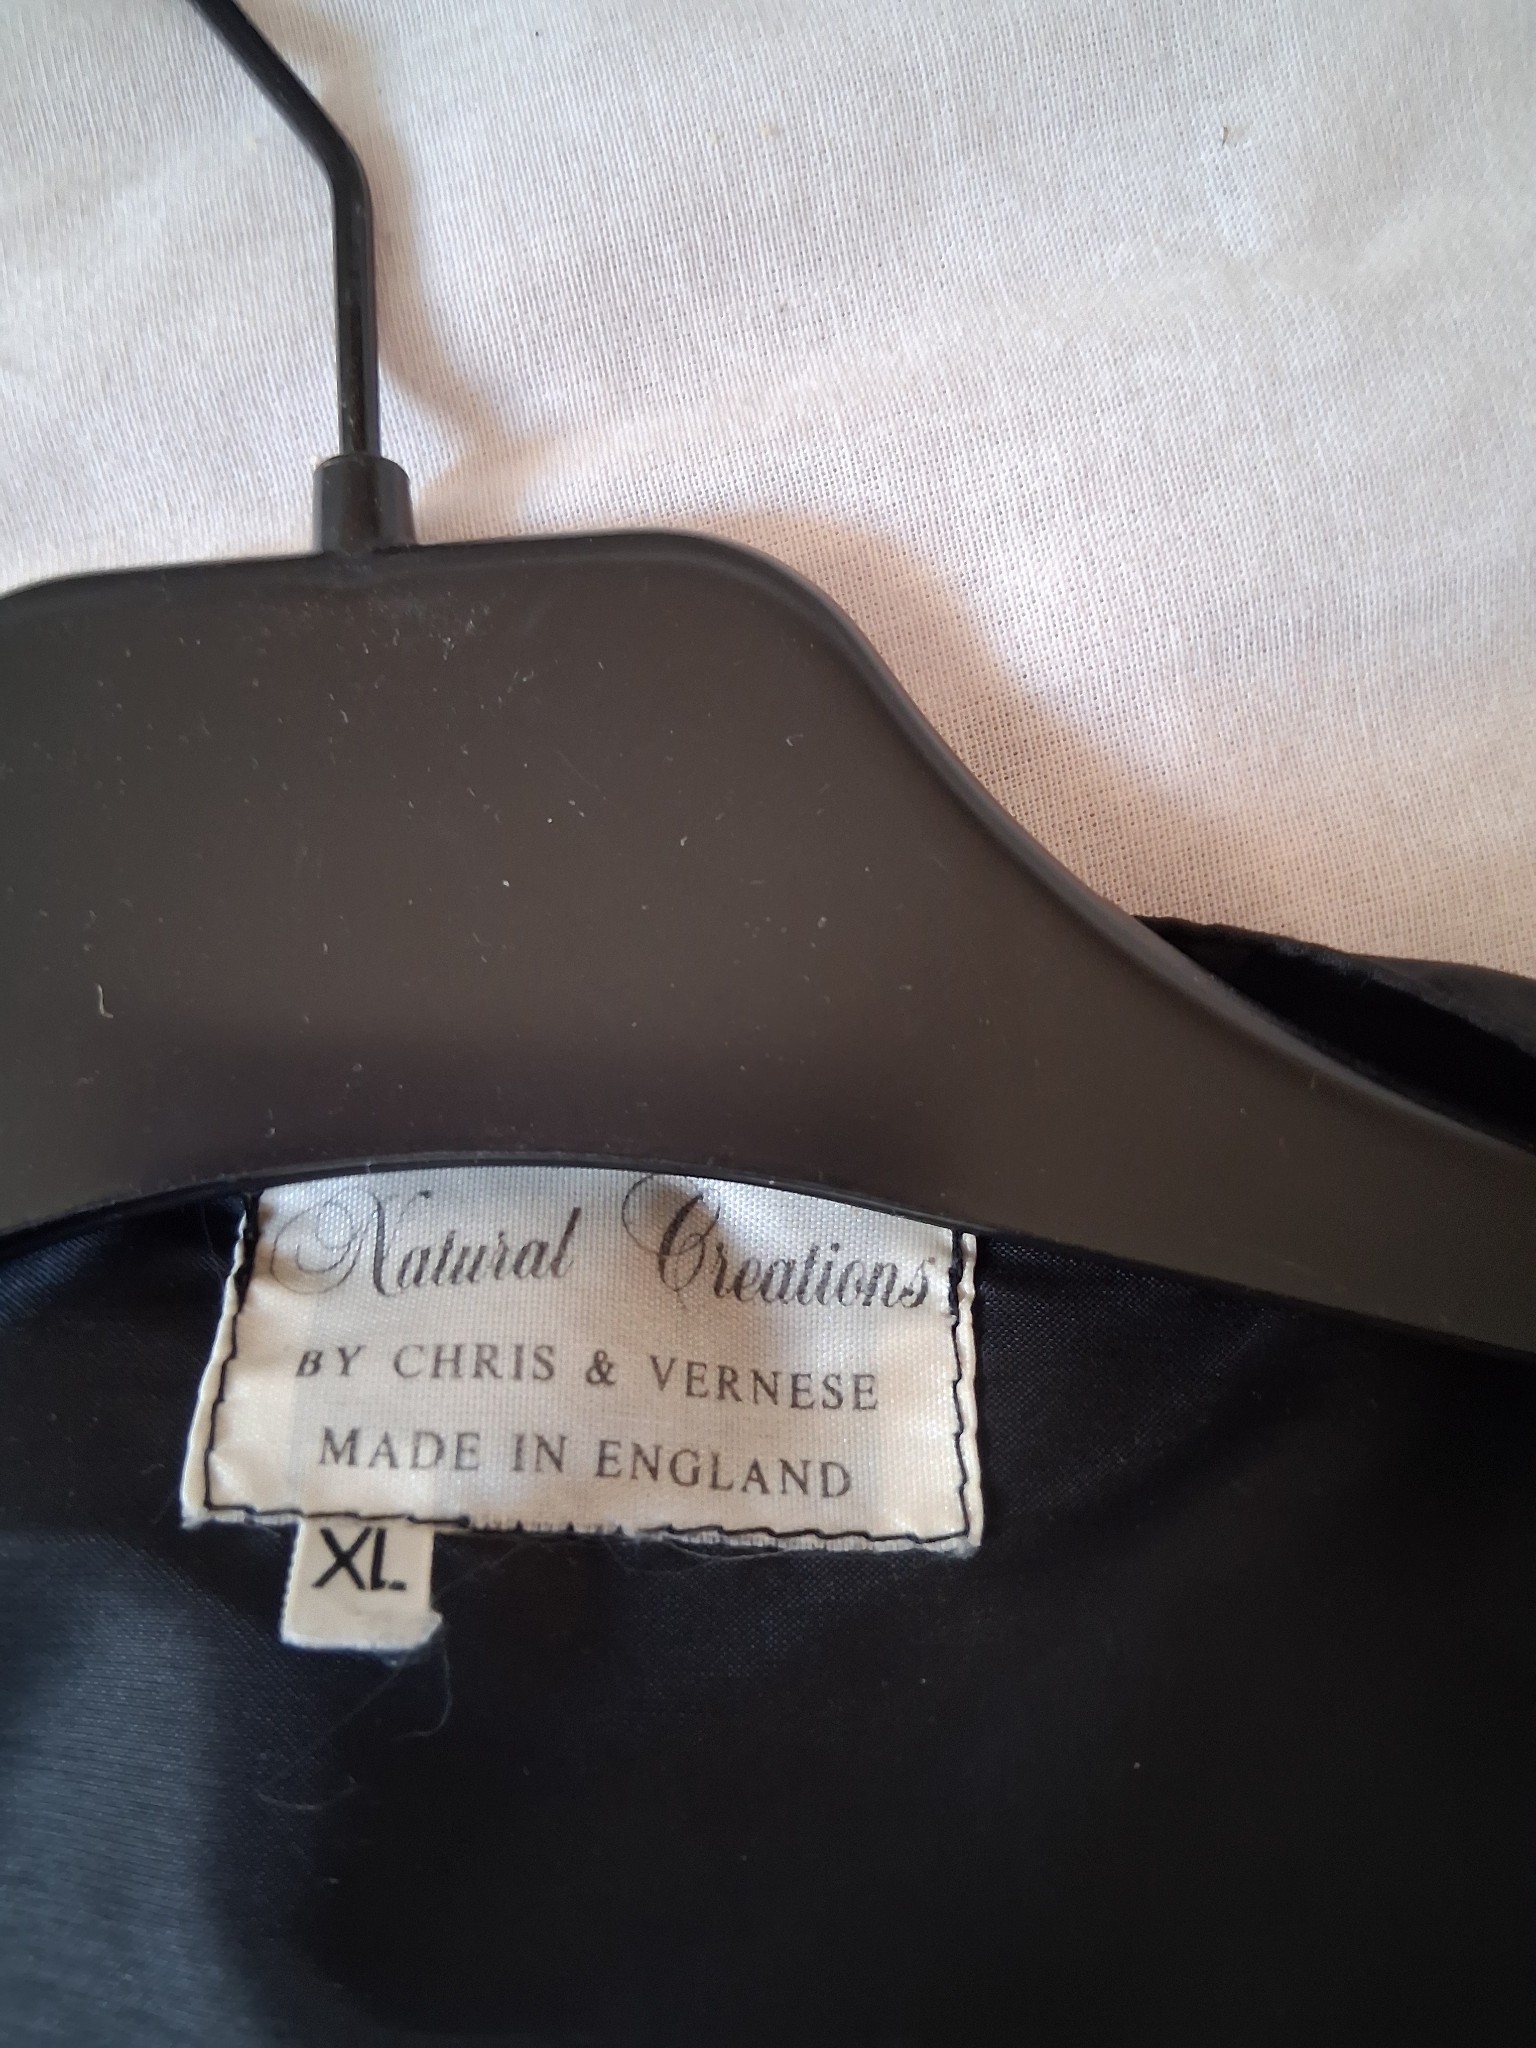 Natural Creations
BY CHRIS & VERNESE
MADE IN ENGLAND
XL